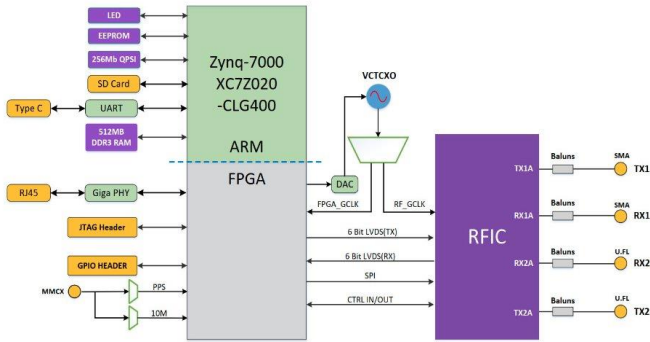 LED
EEPROM
256Mb QPSI
SD Card
Type C
UART
512MB
DDR3 RAM
Zynq-7000
XC7Z020
-CLG400
ARM
FPGA
RJ45
Giga PHY
JTAG Header
GPIO HEADER
MMCX
PPS
10M
VCTCXO
DAC
FPGA_GCLK
RF_GCLK
6 Bit LVDS(TX)
6 Bit LVDS(RX)
SPI
CTRL IN/OUT
RFIC
TX1A
Baluns
SMA
TX1
RX1A
Baluns
SMA
RX1
RX2A
Baluns
U.FL
RX2
TX2A
Baluns
U.FL
TX2